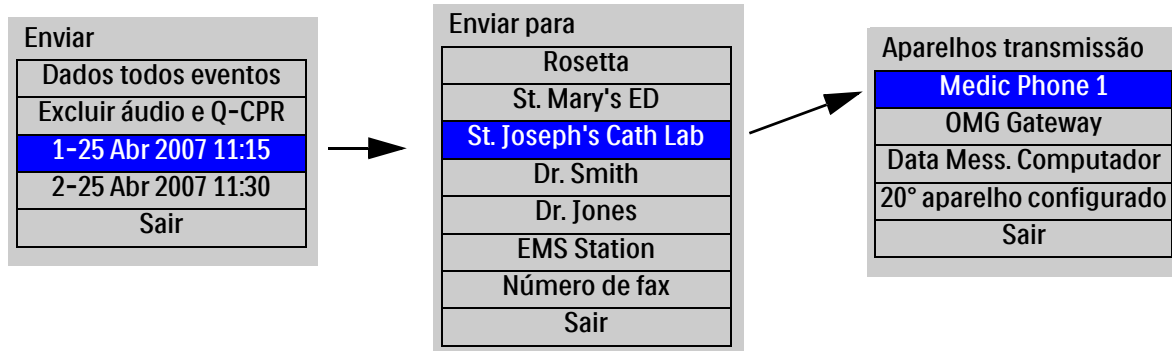 Enviar
Dados todos eventos
Excluir áudio e Q-CPR
1-25 Abr 2007 11:15
2-25 Abr 2007 11:30
Sair
Enviar para
Rosetta
St. Mary's ED
St. Joseph's Cath Lab
Dr. Smith
Dr. Jones
EMS Station
Número de fax
Sair
Aparelhos transmissão
Medic Phone 1
OMG Gateway
Data Mess. Computador
20° aparelho configurado
Sair